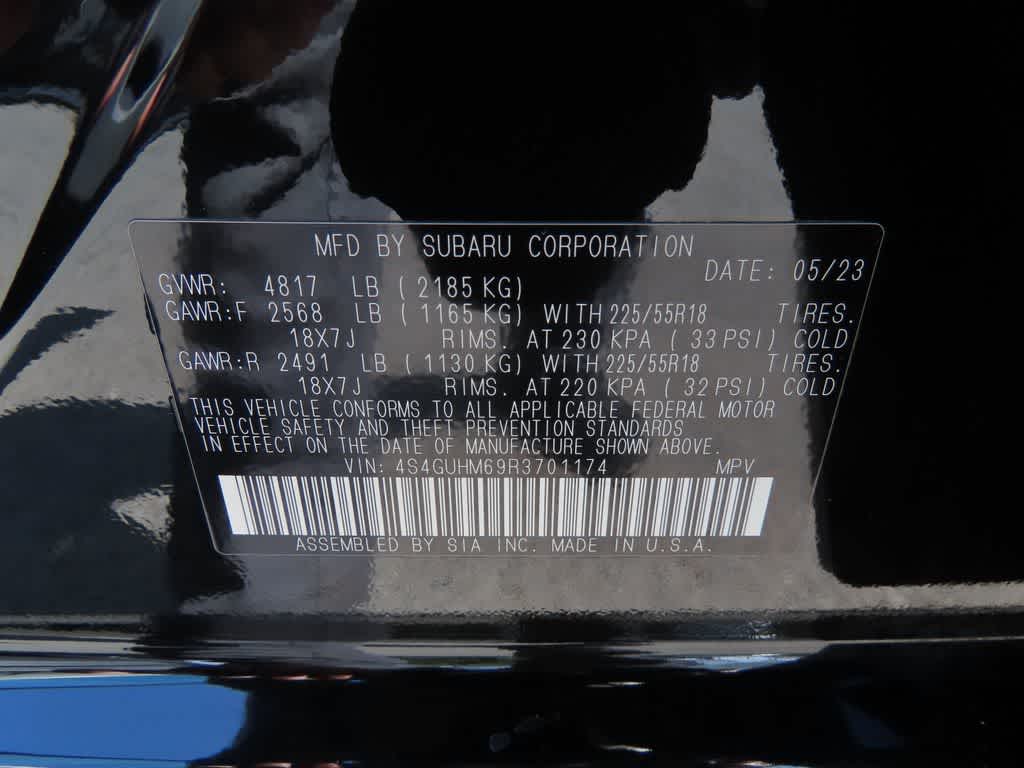 MFD BY SUBARU CORPORATION
DATE: 05/23
GVWR: 4817 LB ( 2185 KG)
GAWR:F 2568 LB ( 1165 KG) WITH 225/55R18 TIRES.
18X7J RIMS. AT 230 KPA ( 33 PSI) COLD
GAWR:R 2491 LB ( 1130 KG) WITH 225/55R18 TIRES.
18X7J RIMS. AT 220 KPA ( 32 PSI) COLD
THIS VEHICLE CONFORMS TO ALL APPLICABLE FEDERAL MOTOR
VEHICLE SAFETY AND THEFT PREVENTION STANDARDS
IN EFFECT ON THE DATE OF MANUFACTURE SHOWN ABOVE.
VIN: 4S4GUHM69R3701174 MPV
ASSEMBLED BY SIA INC. MADE IN U.S.A.